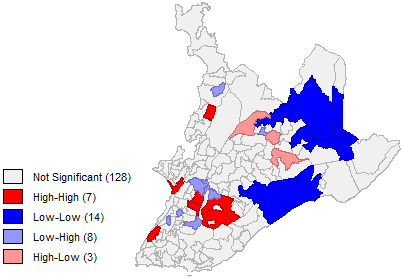 Not Significant (128)
High-High (7)
Low-Low (14)
Low-High (8)
High-Low (3)